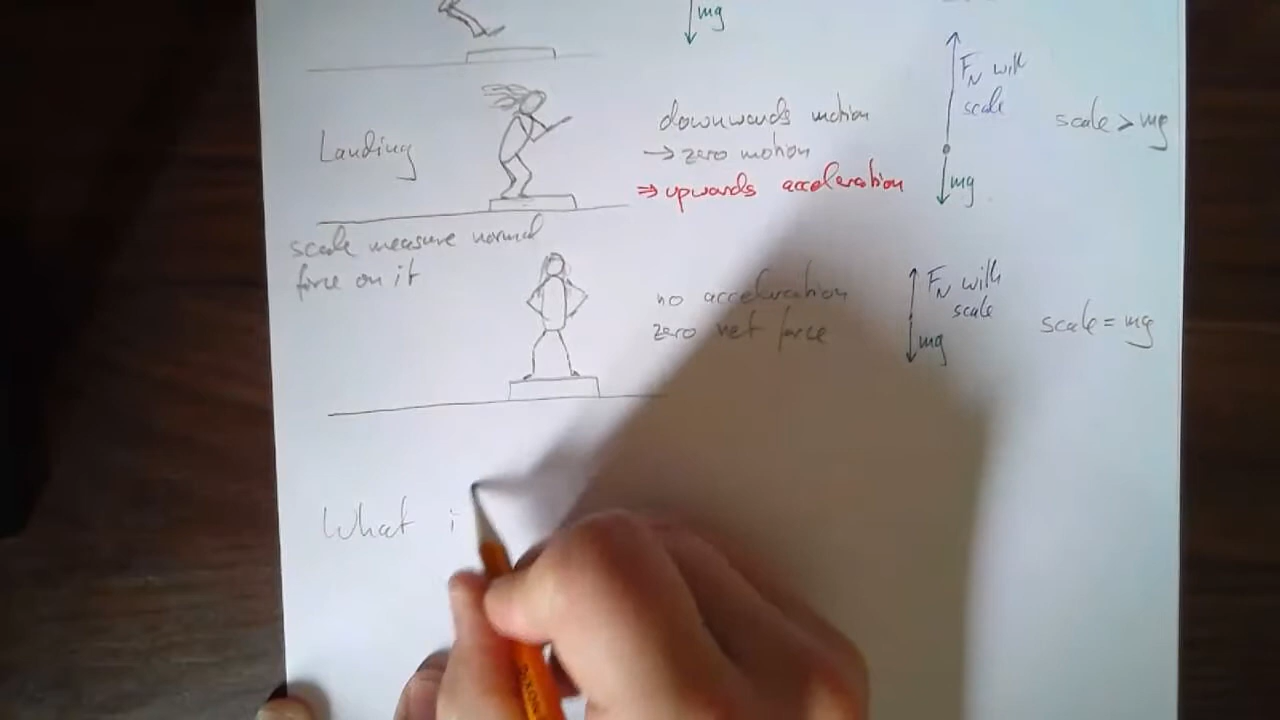 mg
Landing
downwards motion
→ zero motion
⇒ upwards acceleration
F_N with
scale
mg
scale > mg
scale measure normal
force on it
no acceleration
zero net force
F_N with
scale
mg
scale = mg
What i